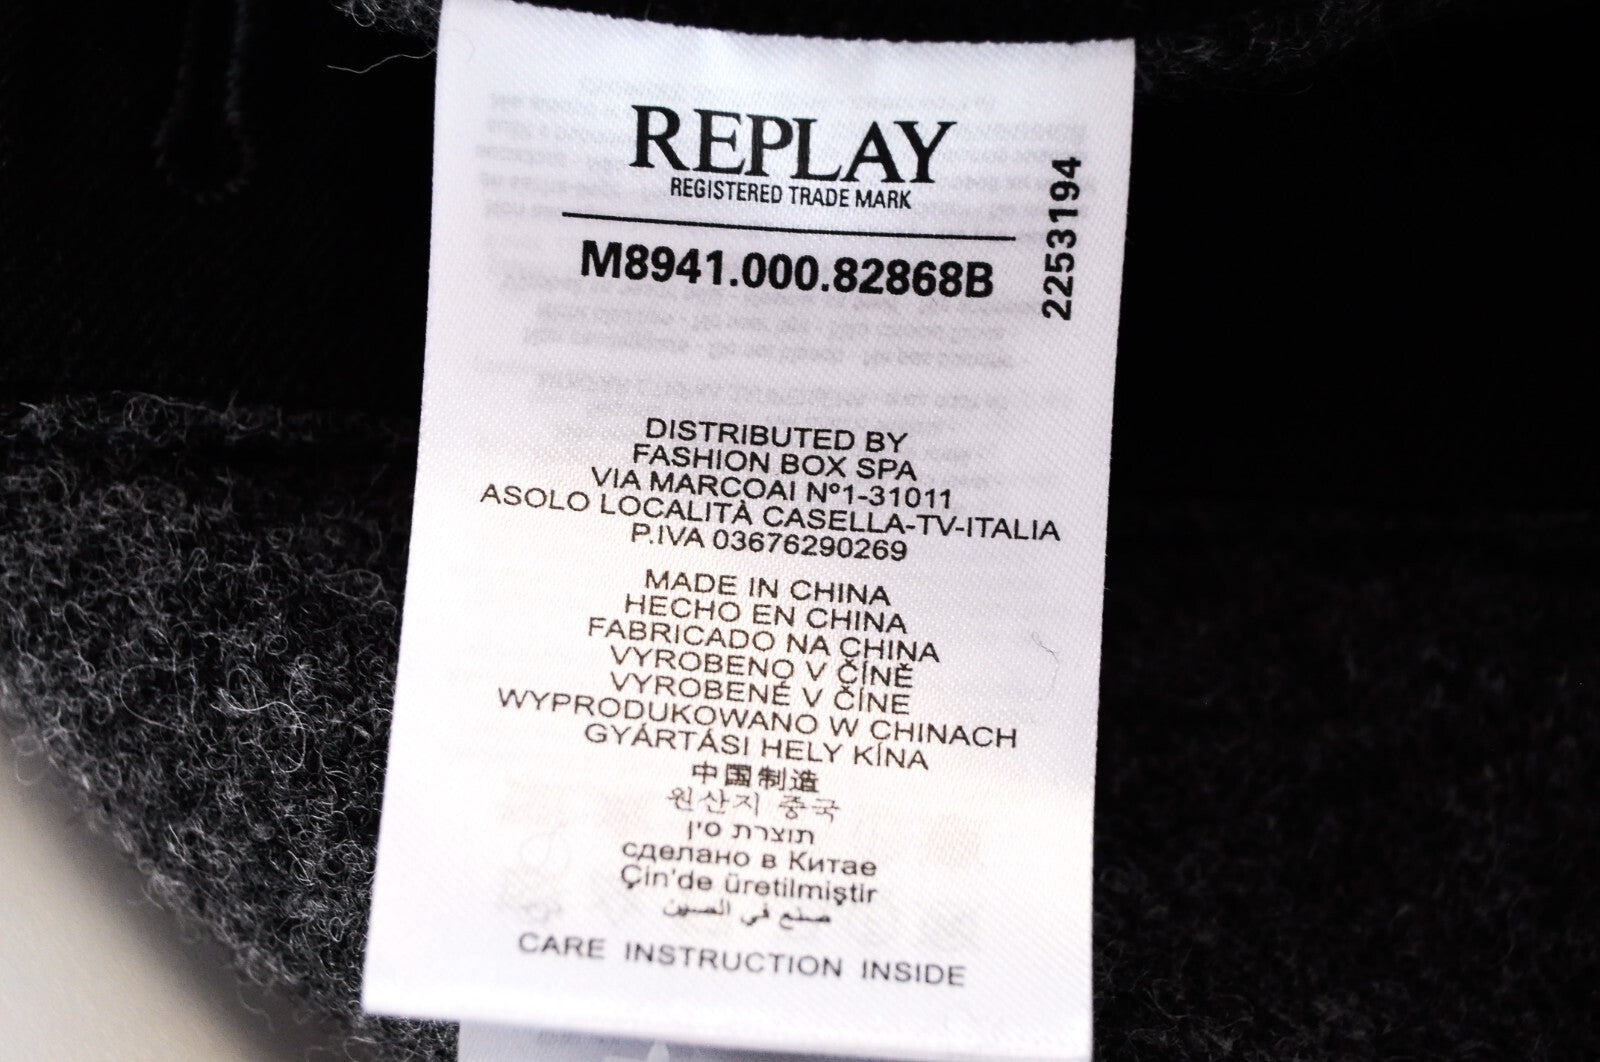 REPLAY
REGISTERED TRADE MARK
M8941.000.82868B
2253194
DISTRIBUTED BY
FASHION BOX SPA
VIA MARCOAI Nº1-31011
ASOLO LOCALITÀ CASELLA-TV-ITALIA
P.IVA 03676290269
MADE IN CHINA
HECHO EN CHINA
FABRICADO NA CHINA
VYROBENO V ČÍNĚ
VYROBENÉ V ČÍNE
WYPRODUKOWANO W CHINACH
GYÁRTÁSI HELY KÍNA
中国制造
원산지 중국
תוצרת סין
сделано в Китае
Çin'de üretilmiştir
صنع في الصين
CARE INSTRUCTION INSIDE